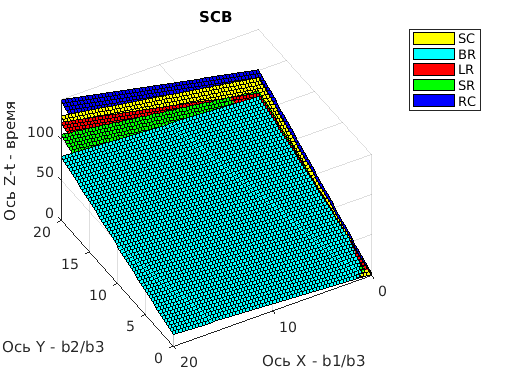 SCB
SC
BR
LR
SR
RC
Ось Z-t - время
100
50
0
20
15
10
5
0
Ось Y - b2/b3
20
10
0
Ось X - b1/b3